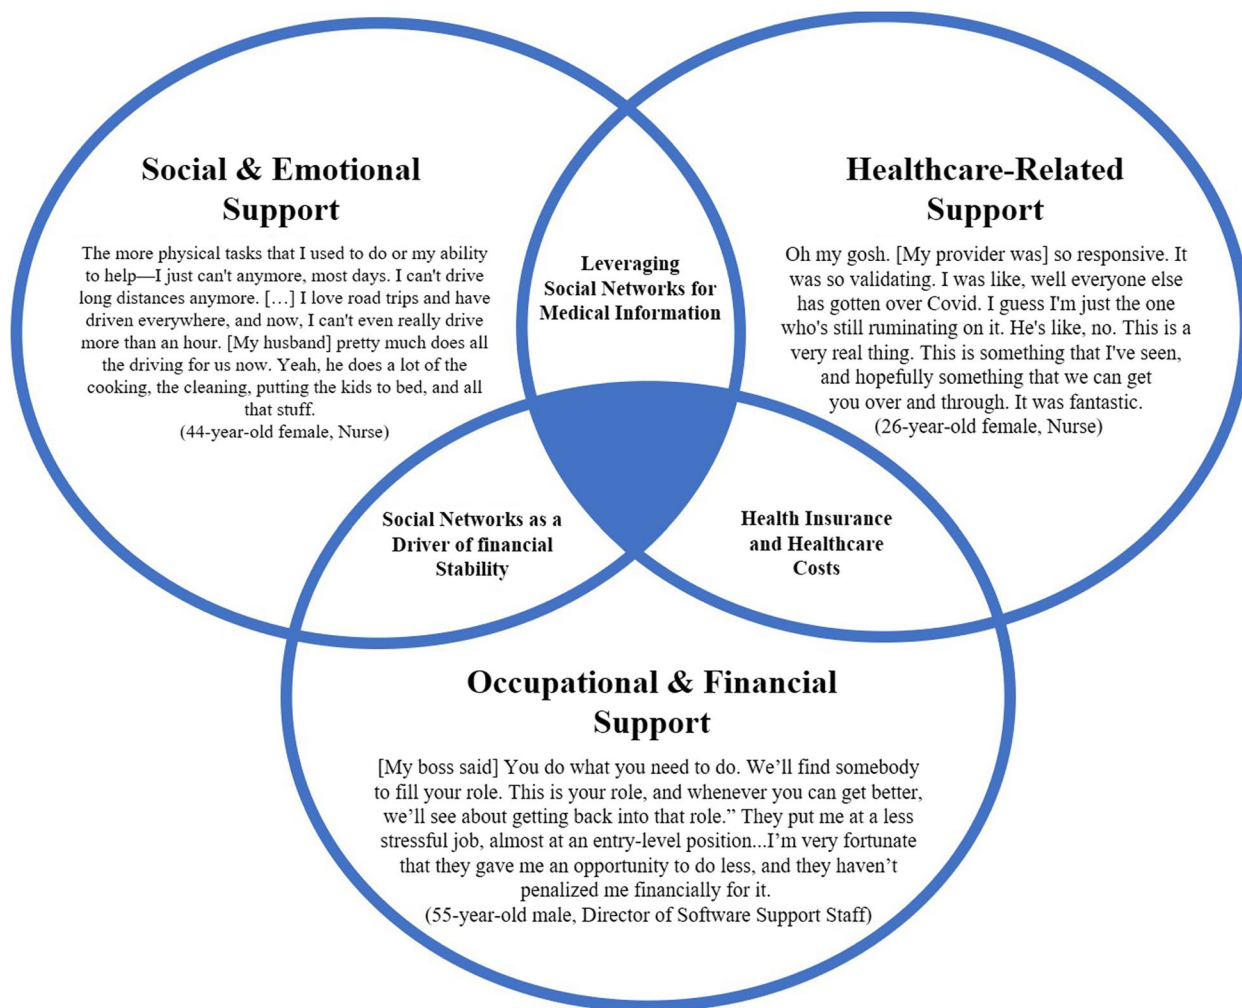 Social & Emotional
Support
The more physical tasks that I used to do or my ability
to help—I just can't anymore, most days. I can't drive
long distances anymore. […] I love road trips and have
driven everywhere, and now, I can't even really drive
more than an hour. [My husband] pretty much does all
the driving for us now. Yeah, he does a lot of the
cooking, the cleaning, putting the kids to bed, and all
that stuff.
(44-year-old female, Nurse)
Leveraging
Social Networks for
Medical Information
Healthcare-Related
Support
Oh my gosh. [My provider was] so responsive. It
was so validating. I was like, well everyone else
has gotten over Covid. I guess I'm just the one
who's still ruminating on it. He's like, no. This is a
very real thing. This is something that I've seen,
and hopefully something that we can get
you over and through. It was fantastic.
(26-year-old female, Nurse)
Social Networks as a
Driver of financial
Stability
Health Insurance
and Healthcare
Costs
Occupational & Financial
Support
[My boss said] You do what you need to do. We’ll find somebody
to fill your role. This is your role, and whenever you can get better,
we’ll see about getting back into that role.” They put me at a less
stressful job, almost at an entry-level position...I’m very fortunate
that they gave me an opportunity to do less, and they haven’t
penalized me financially for it.
(55-year-old male, Director of Software Support Staff)